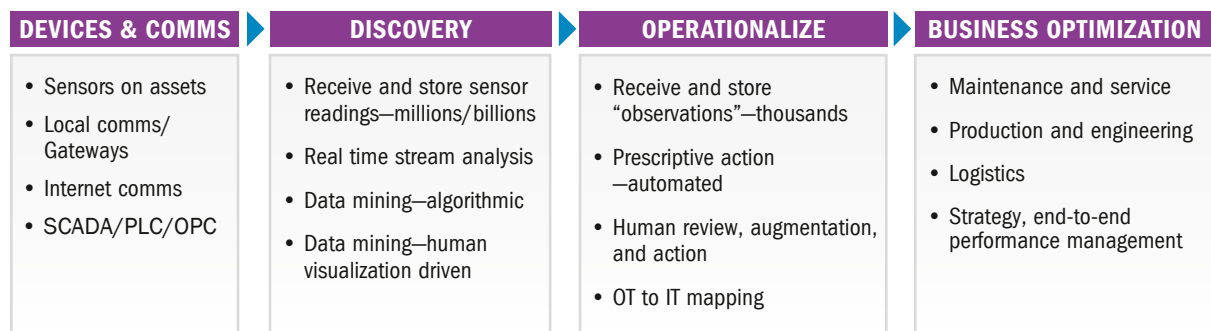 DEVICES & COMMS
• Sensors on assets
• Local comms/
Gateways
• Internet comms
• SCADA/PLC/OPC
DISCOVERY
• Receive and store sensor
readings—millions/billions
• Real time stream analysis
• Data mining—algorithmic
• Data mining—human
visualization driven
OPERATIONALIZE
• Receive and store
“observations”—thousands
• Prescriptive action
—automated
• Human review, augmentation,
and action
• OT to IT mapping
BUSINESS OPTIMIZATION
• Maintenance and service
• Production and engineering
• Logistics
• Strategy, end-to-end
performance management